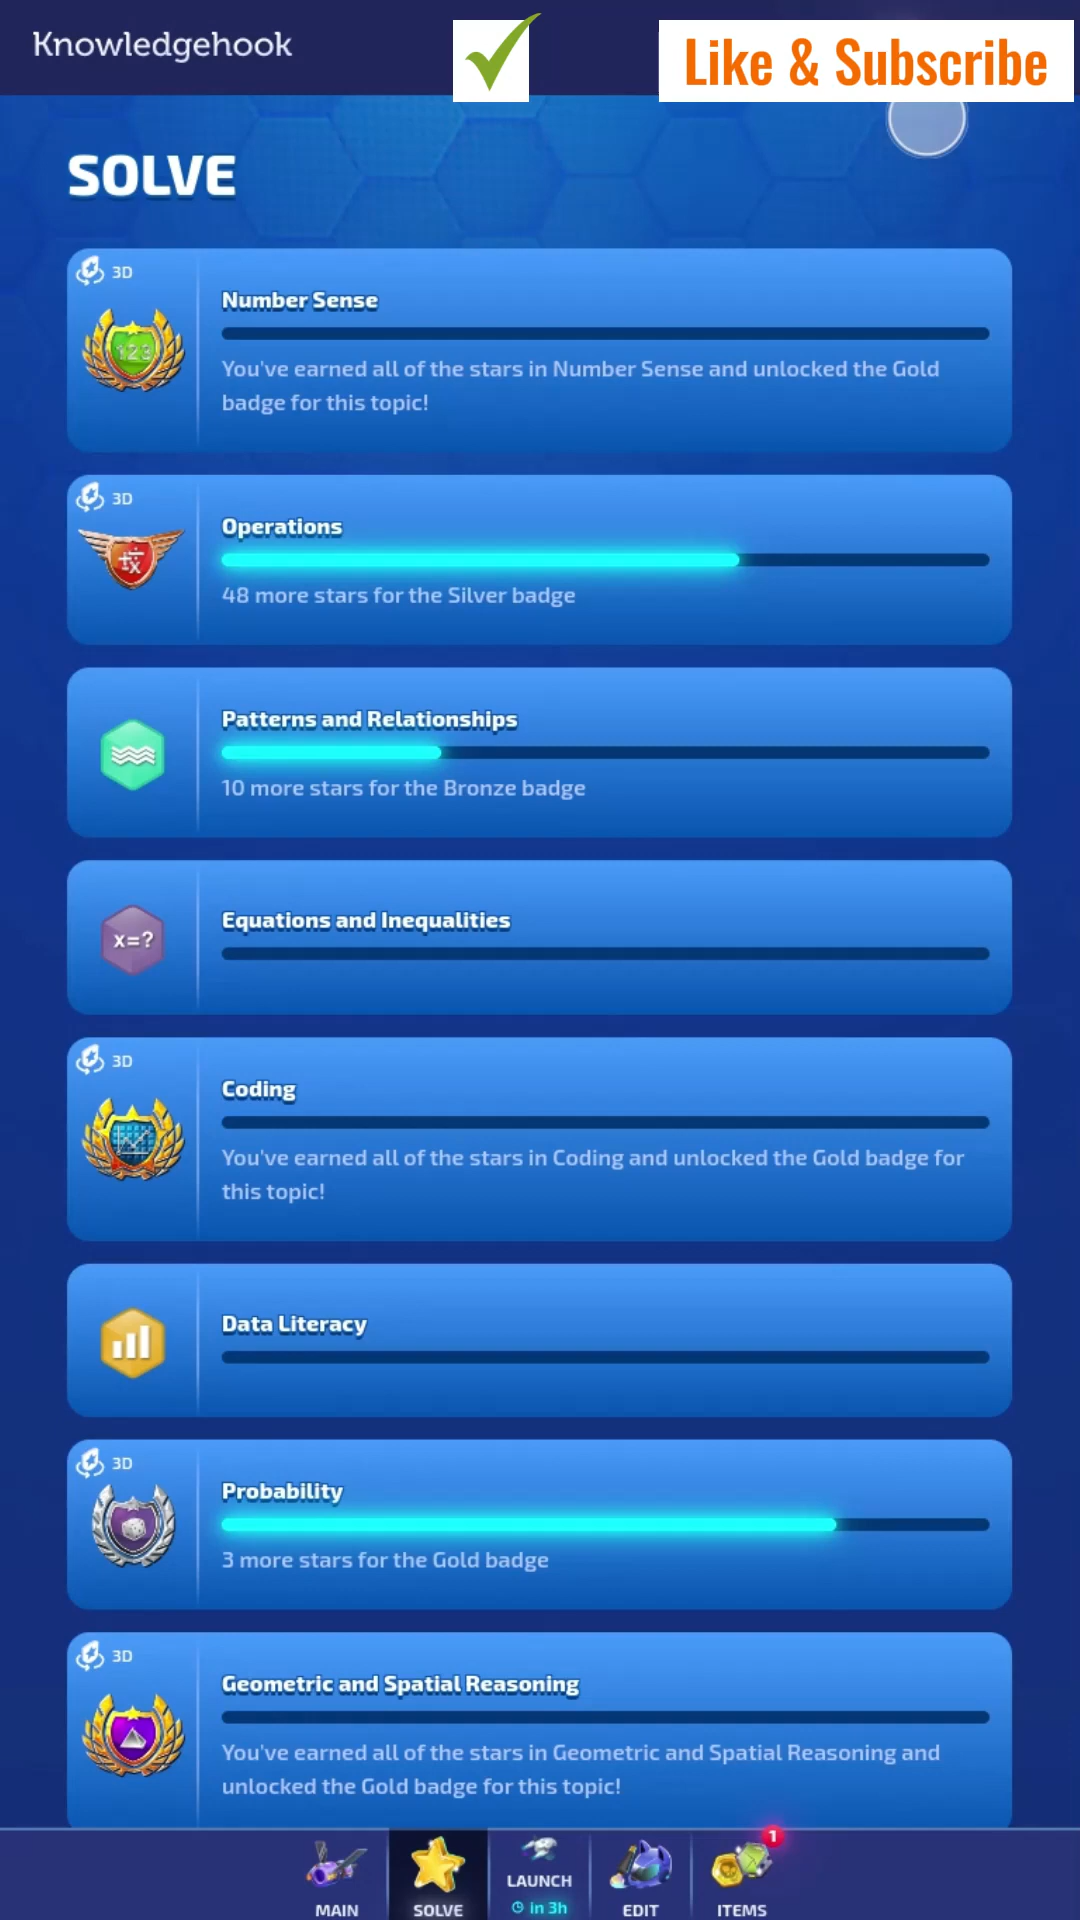 Knowledgehook
Like & Subscribe
SOLVE
3D
123
Number Sense
You've earned all of the stars in Number Sense and unlocked the Gold
badge for this topic!
3D
Operations
48 more stars for the Silver badge
Patterns and Relationships
10 more stars for the Bronze badge
x=?
Equations and Inequalities
3D
Coding
You've earned all of the stars in Coding and unlocked the Gold badge for
this topic!
Data Literacy
3D
Probability
3 more stars for the Gold badge
3D
Geometric and Spatial Reasoning
You've earned all of the stars in Geometric and Spatial Reasoning and
unlocked the Gold badge for this topic!
1
MAIN
SOLVE
LAUNCH
in 3h
EDIT
ITEMS